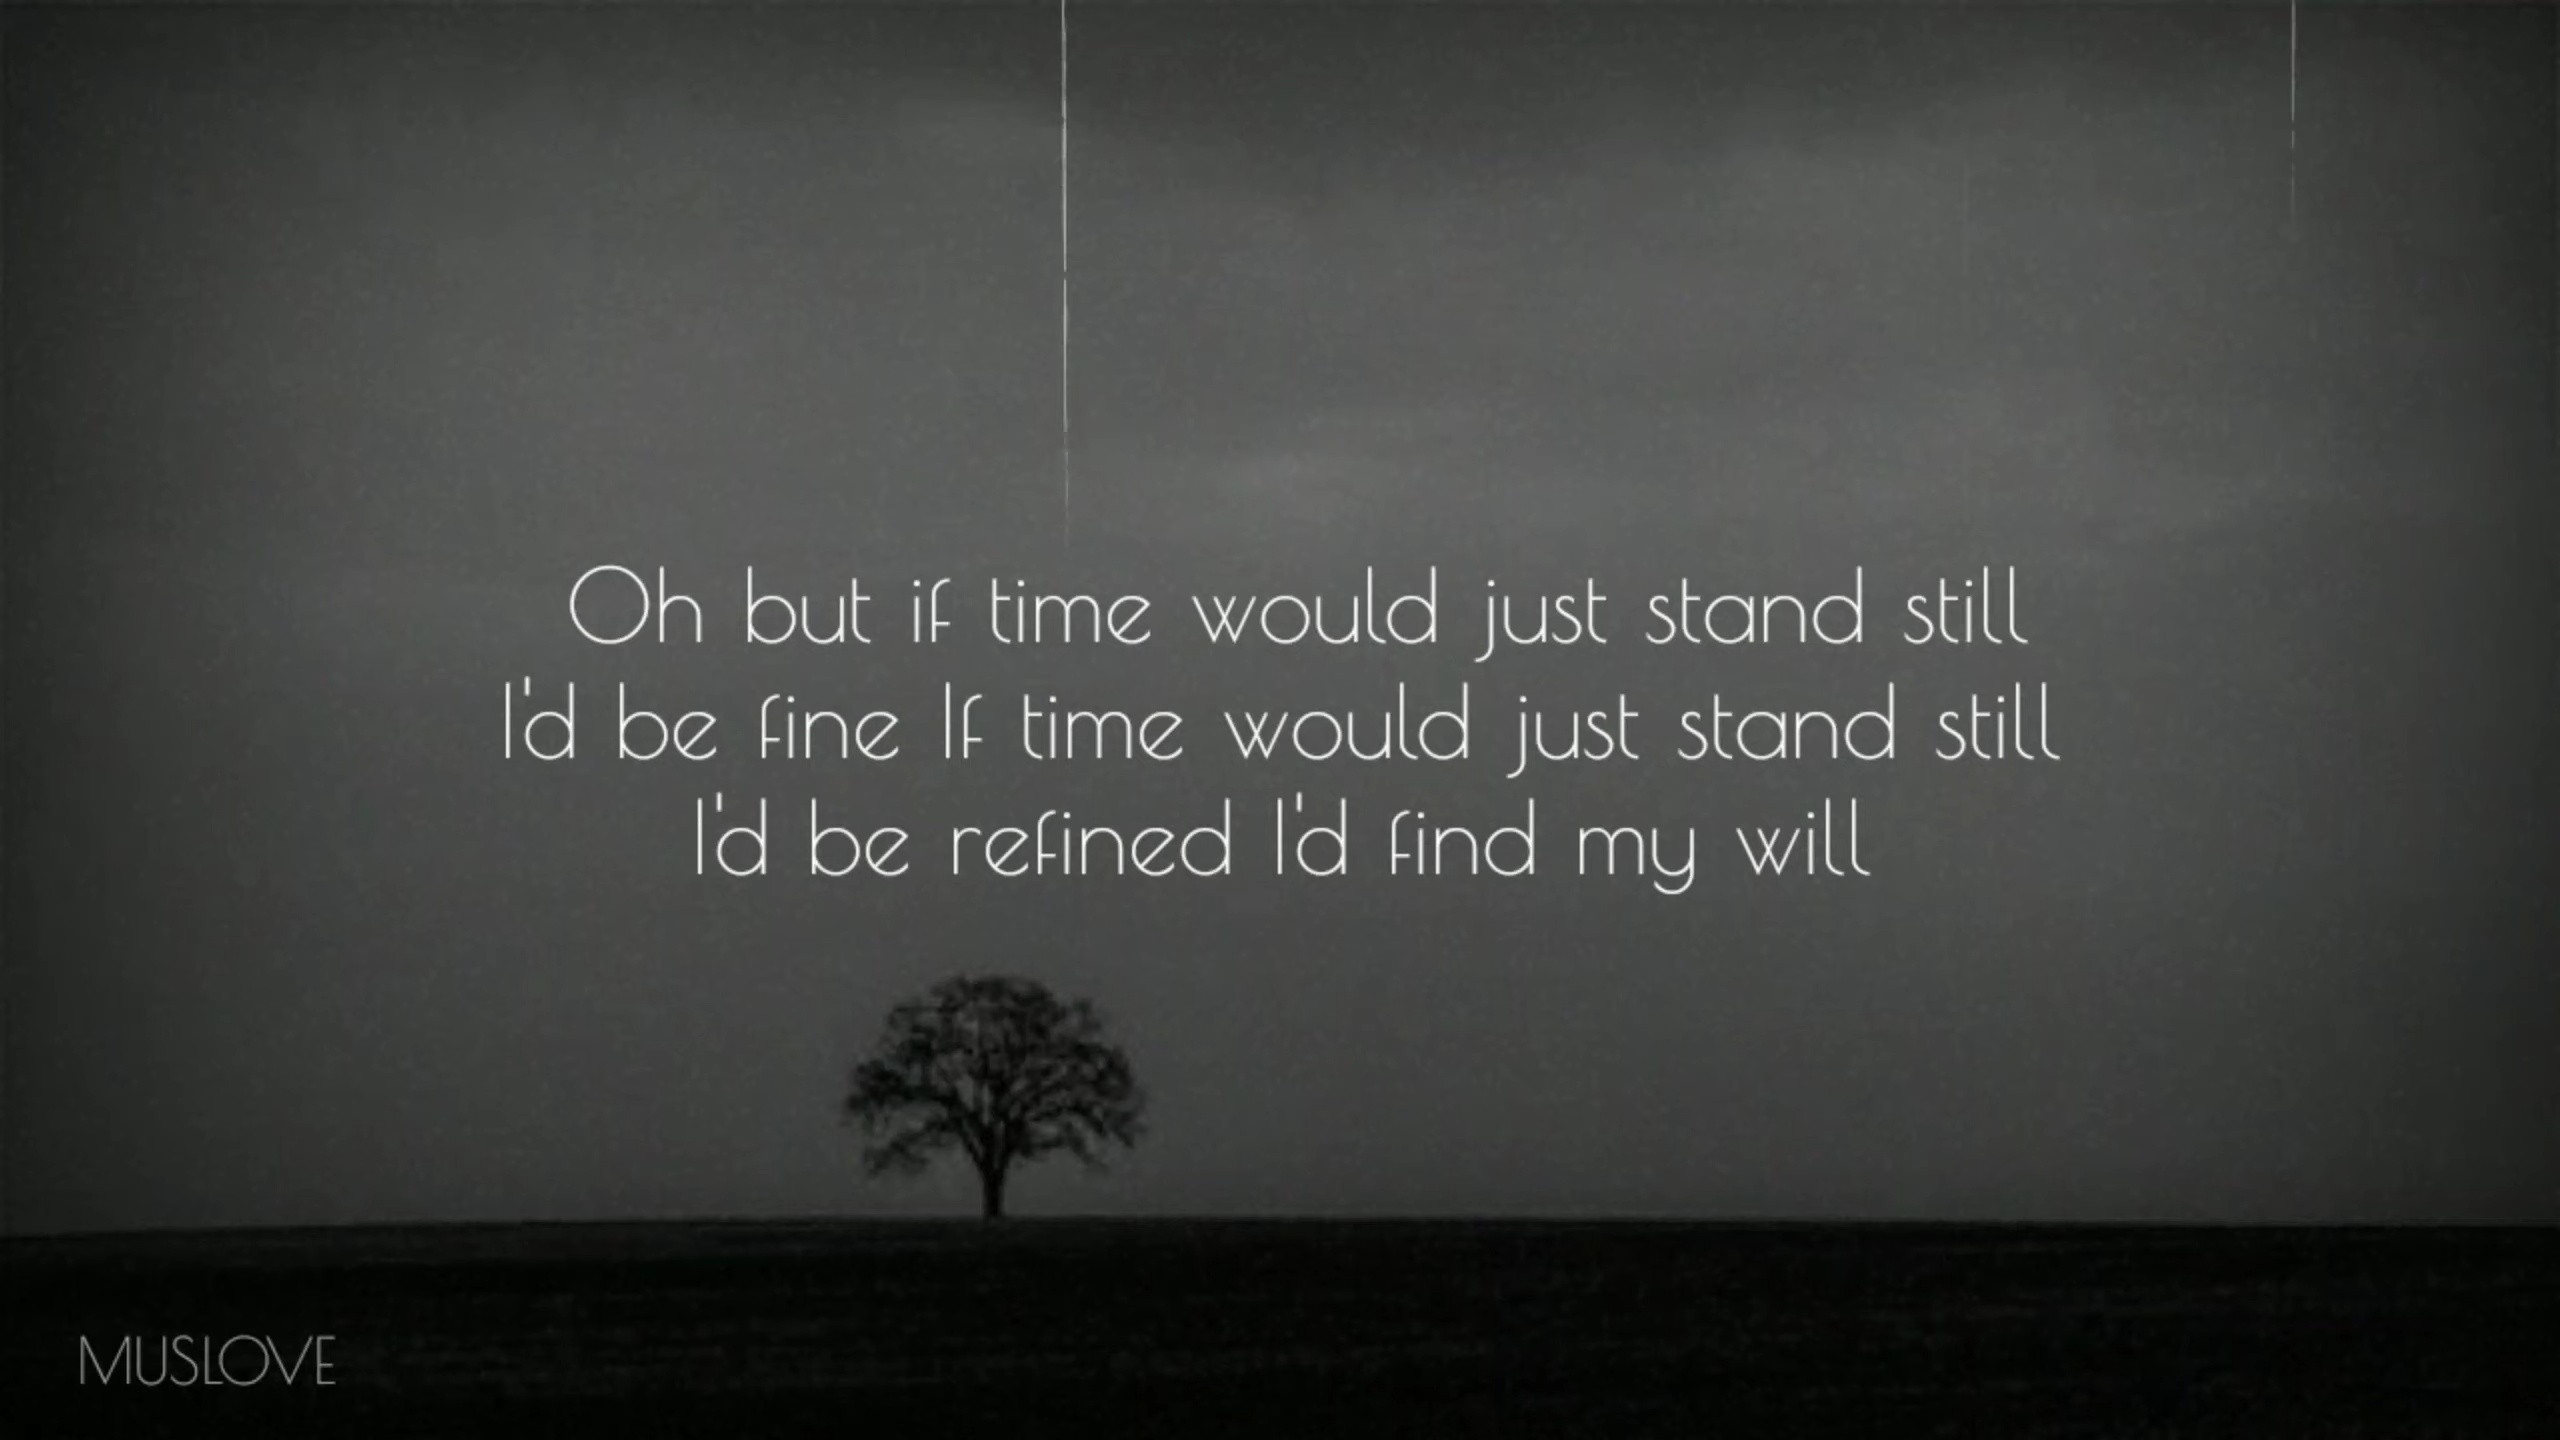 Oh but if time would just stand still
I'd be fine If time would just stand still
I'd be refined I'd find my will
MUSLOVE